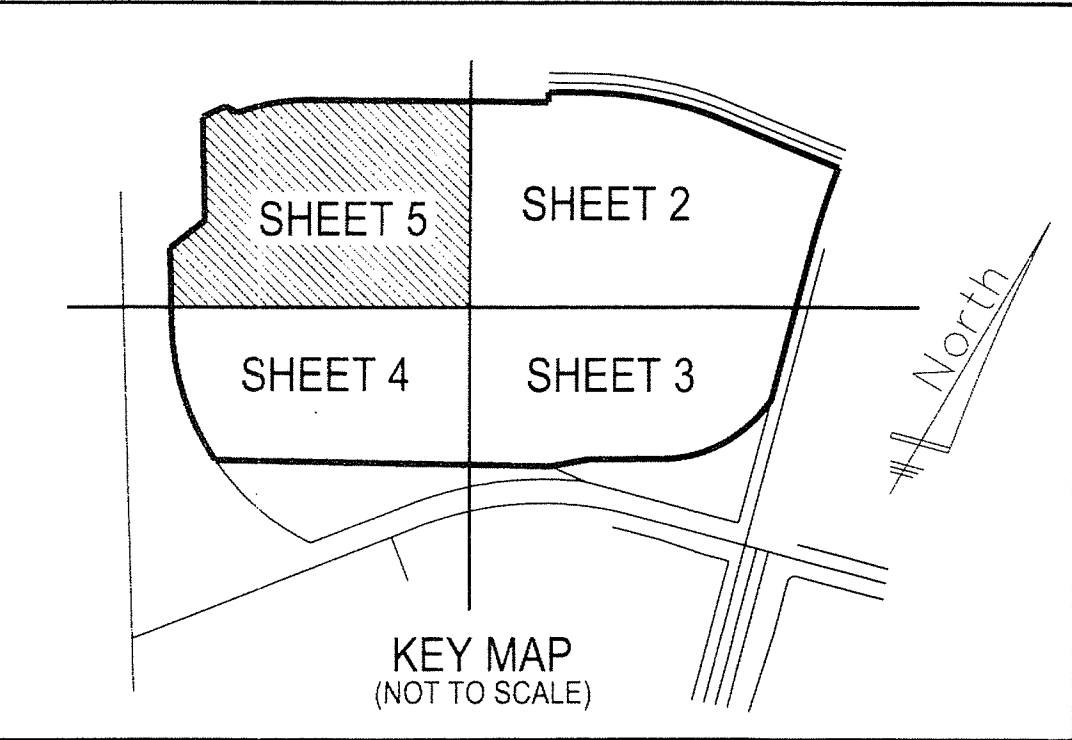 SHEET 5
SHEET 2
SHEET 4
SHEET 3
North
KEY MAP
(NOT TO SCALE)